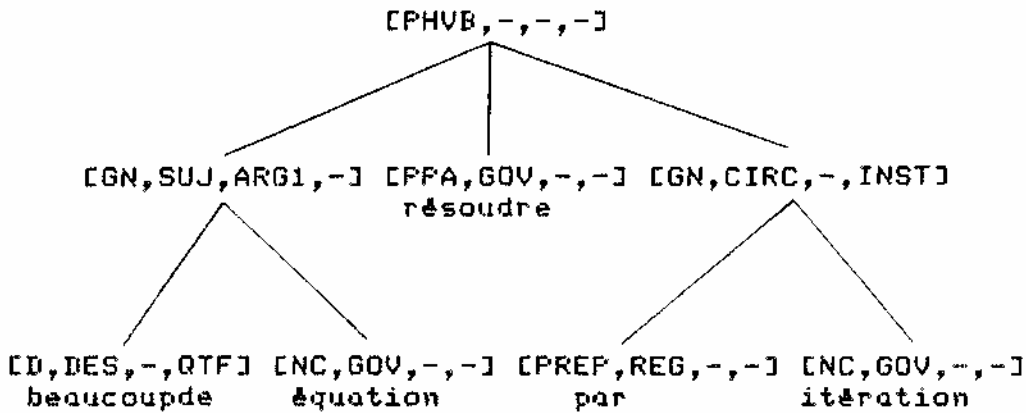 [PHVB,-,-,-]
[GN,SUJ,ARG1,-] [PPA,GOV,-,-] [GN,CIRC,-,INST]
résoudre
[D,DES,-,QTF] [NC,GOV,-,-] [PREP,REG,-,-] [NC,GOV,-,-]
beaucoupde équation par itération